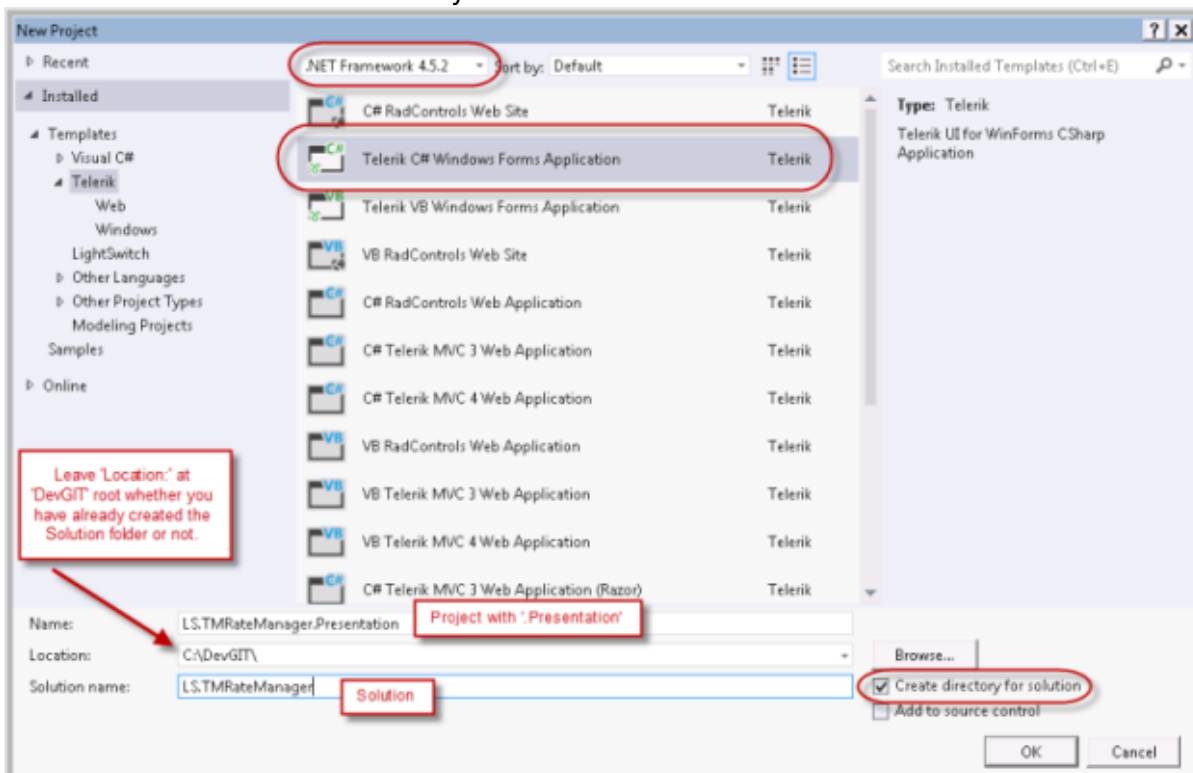 New Project
? x
Recent
.NET Framework 4.5.2 Sort by: Default
Search Installed Templates (Ctrl+E)
Installed
Templates
Visual C#
Telerik
Web
Windows
LightSwitch
Other Languages
Other Project Types
Modeling Projects
Samples
Online
C# RadControls Web Site Telerik
C# Telerik C# Windows Forms Application Telerik
VB Telerik VB Windows Forms Application Telerik
VB VB RadControls Web Site Telerik
C# C# RadControls Web Application Telerik
C# C# Telerik MVC 3 Web Application Telerik
C# C# Telerik MVC 4 Web Application Telerik
VB VB RadControls Web Application Telerik
VB VB Telerik MVC 3 Web Application Telerik
VB VB Telerik MVC 4 Web Application Telerik
C# C# Telerik MVC 3 Web Application (Razor) Telerik
Type: Telerik
Telerik UI for WinForms CSharp
Application
Leave 'Location:' at
'DevGIT' root whether you
have already created the
Solution folder or not.
Name: LS.TMRateManager.Presentation
Project with '.Presentation'
Location: C:\DevGIT\
Browse...
Solution name: LS.TMRateManager
Solution
Create directory for solution
Add to source control
OK Cancel